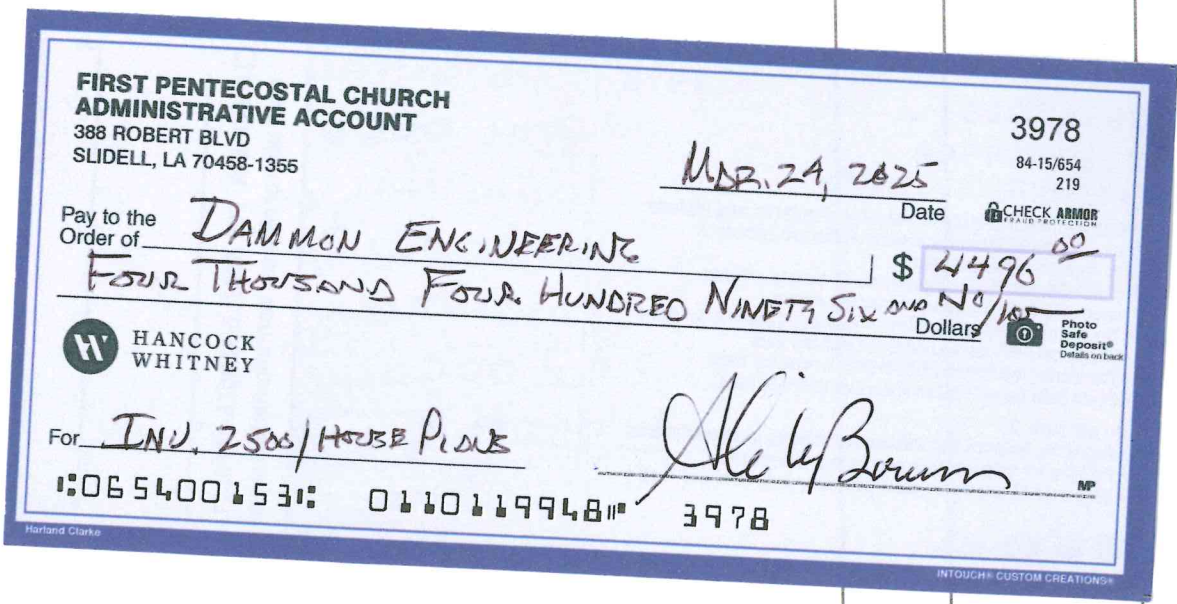 FIRST PENTECOSTAL CHURCH
ADMINISTRATIVE ACCOUNT
388 ROBERT BLVD
SLIDELL, LA 70458-1355
3978
84-15/654
219
MAR. 24, 2025
Date
CHECK ARMOR
FRAUD PROTECTION
Pay to the
Order of DAMMON ENGINEERING
$ 4496 00
FOUR THOUSAND FOUR HUNDRED NINETY SIX AND NO/100
Dollars
Photo
Safe
Deposit®
Details on back
HANCOCK
WHITNEY
For INV. 2500/HOUSE PLANS
MP
⑆065400153⑆ 0110119948⑈ 3978
Harland Clarke
INTOUCH® CUSTOM CREATIONS®